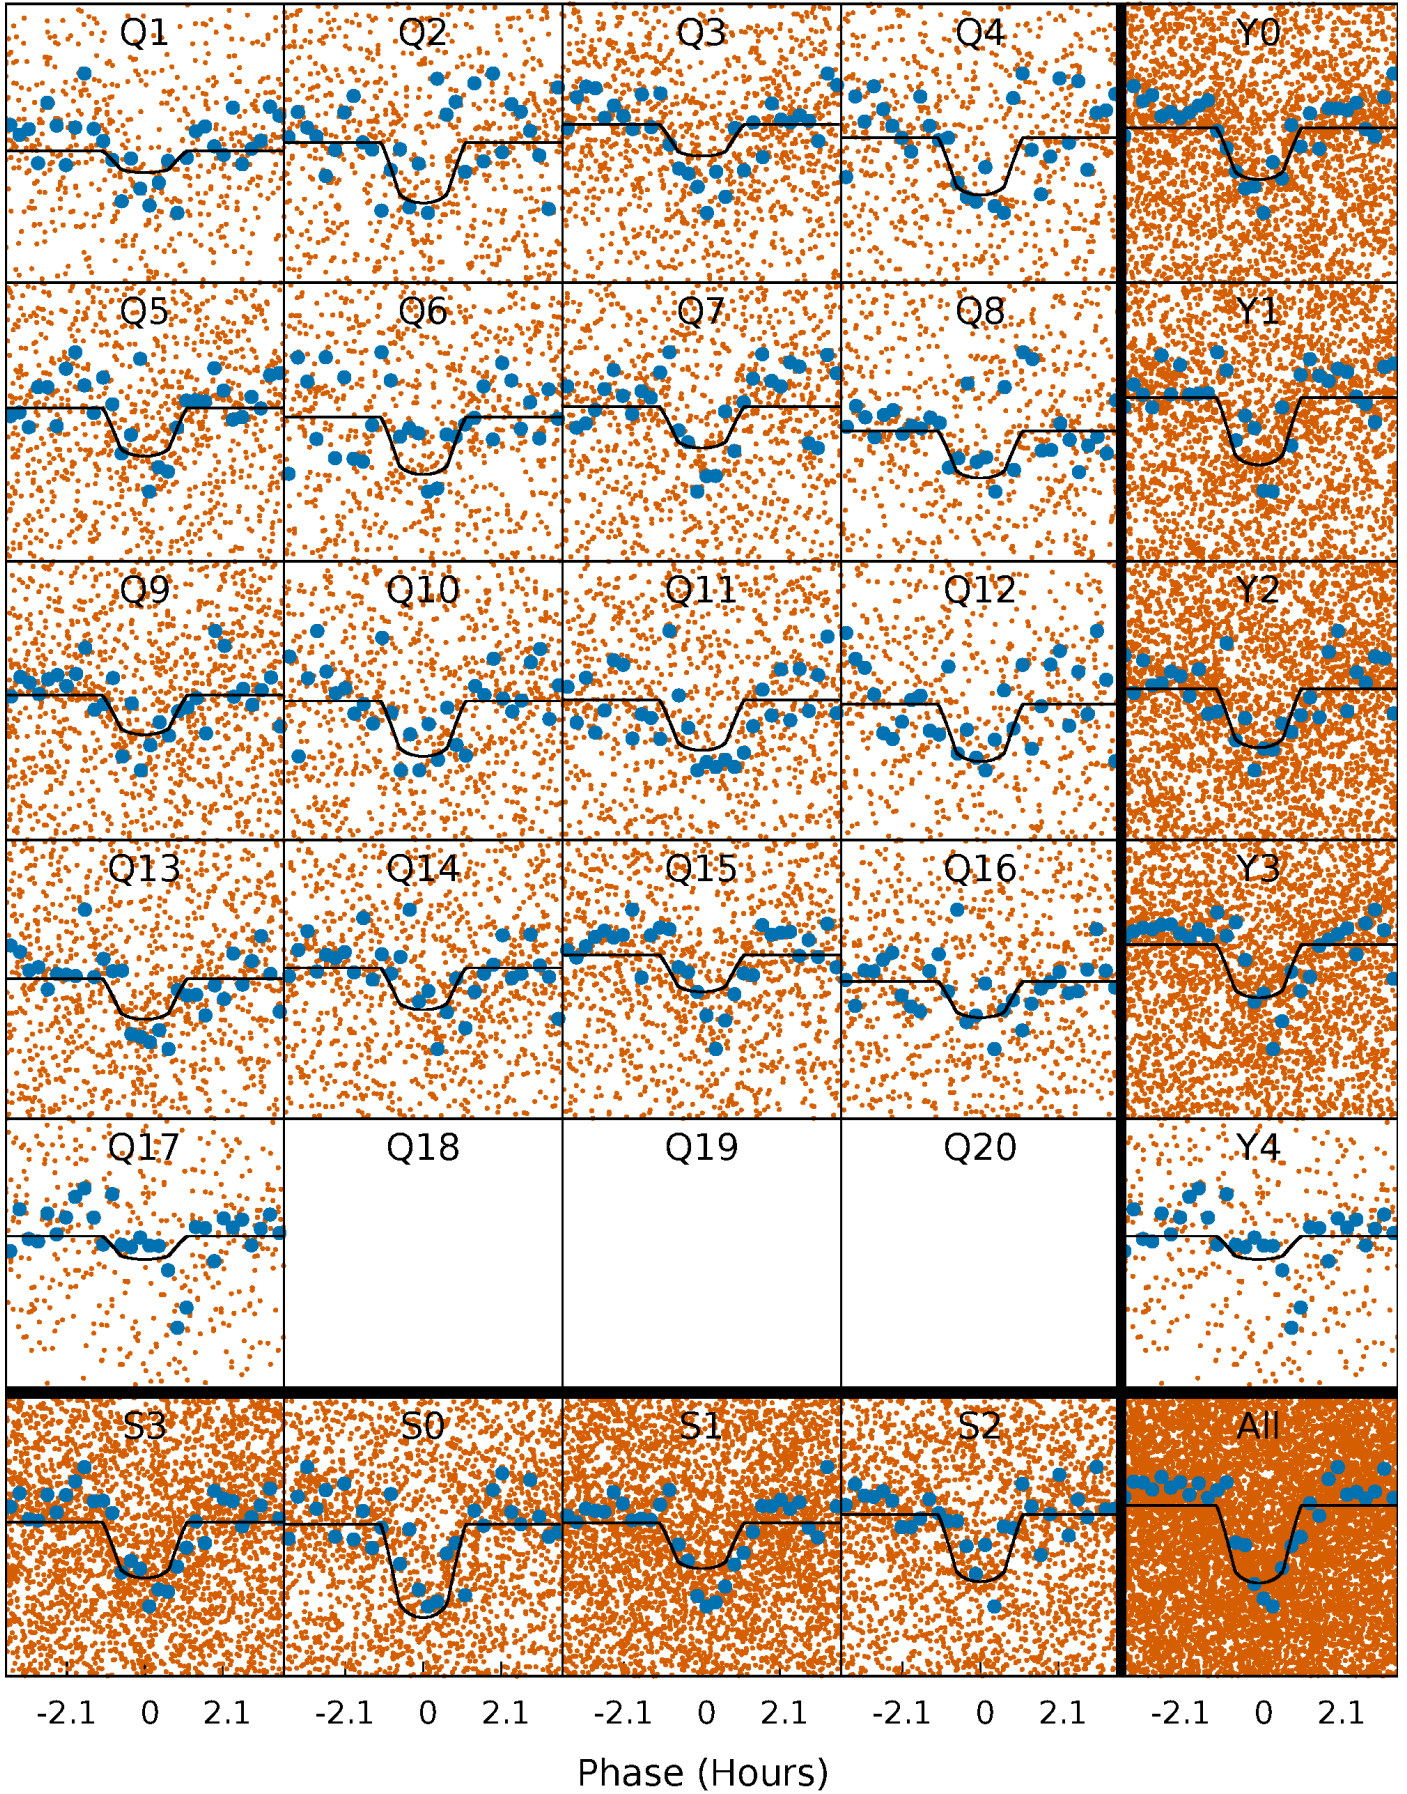 Q1 Q2 Q3 Q4 Y0
Q5 Q6 Q7 Q8 Y1
Q9 Q10 Q11 Q12 Y2
Q13 Q14 Q15 Q16 Y3
Q17 Q18 Q19 Q20 Y4
S3 S0 S1 S2 All
-2.1 0 2.1 -2.1 0 2.1 -2.1 0 2.1 -2.1 0 2.1 -2.1 0 2.1
Phase (Hours)